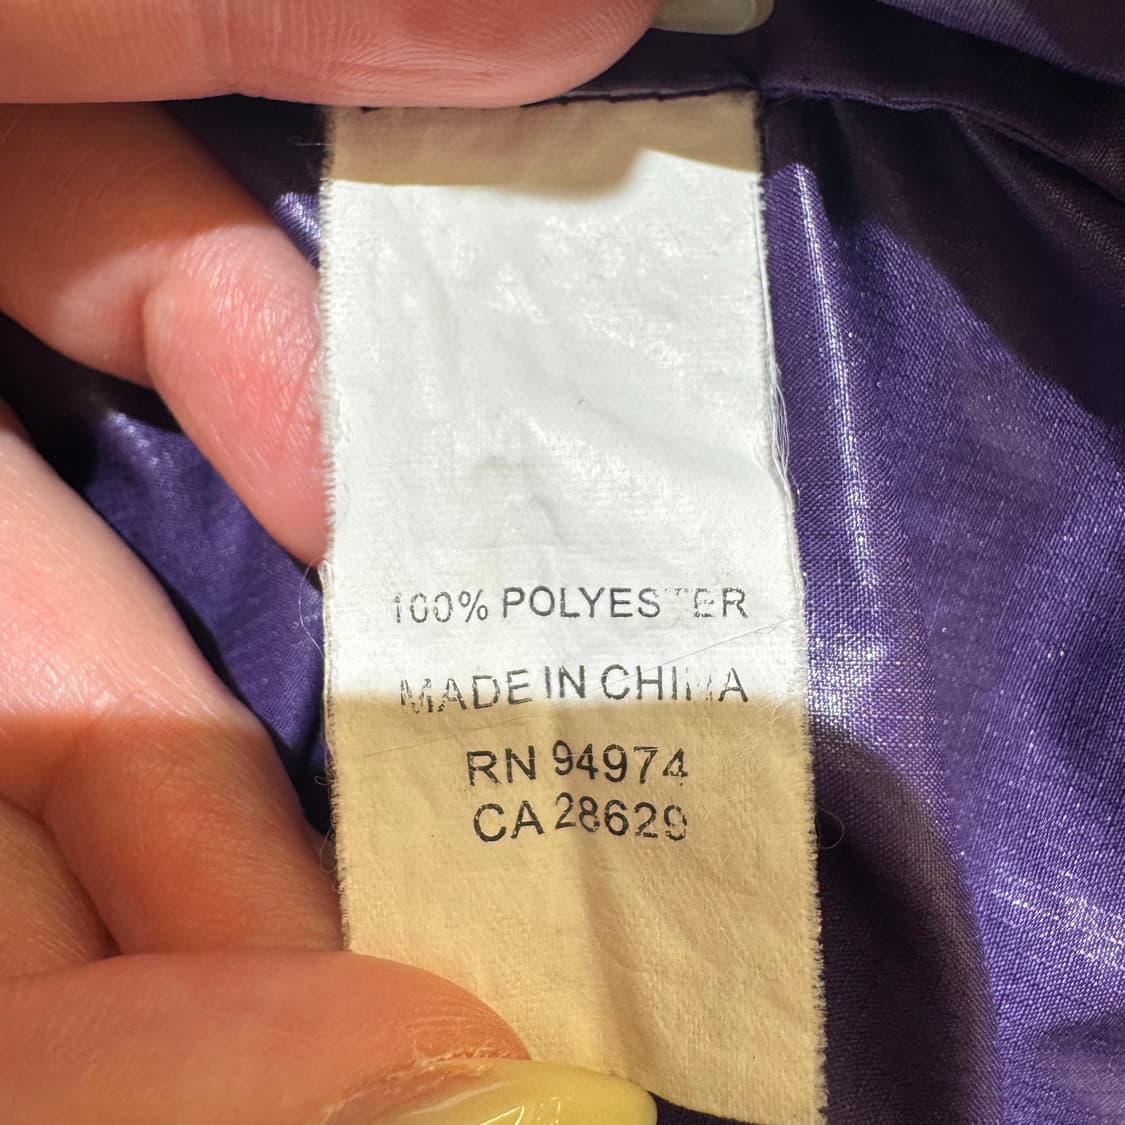 100% POLYESTER
MADE IN CHINA
RN 94974
CA 28629